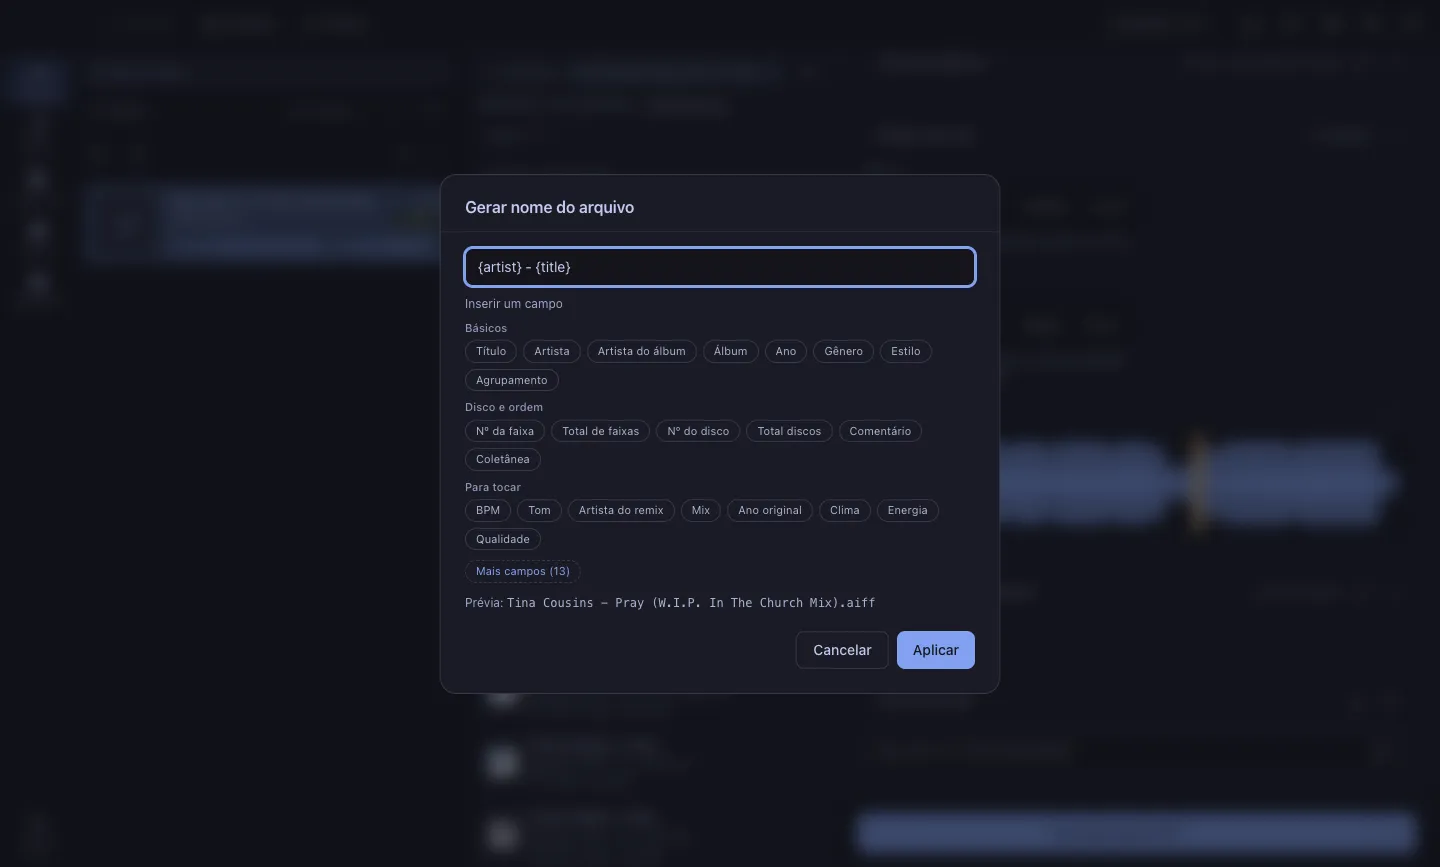 Gerar nome do arquivo
{artist} - {title}
Inserir um campo
Básicos
Título Artista Artista do álbum Álbum Ano Gênero Estilo
Agrupamento
Disco e ordem
Nº da faixa Total de faixas Nº do disco Total discos Comentário
Coletânea
Para tocar
BPM Tom Artista do remix Mix Ano original Clima Energia
Qualidade
Mais campos (13)
Prévia: Tina Cousins – Pray (W.I.P. In The Church Mix).aiff
Cancelar Aplicar